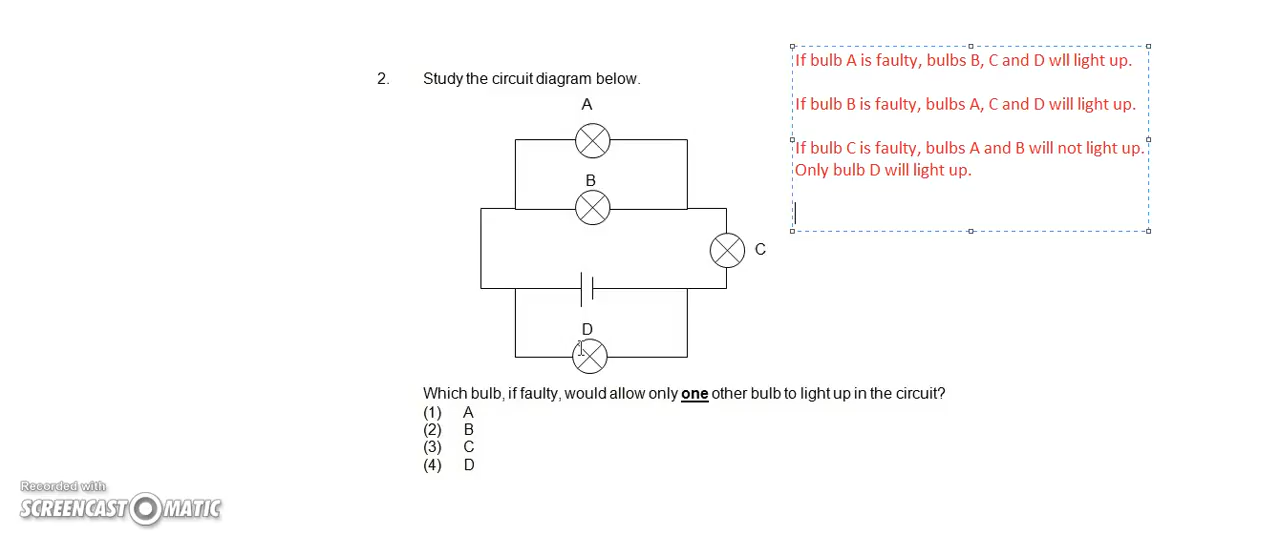 If bulb A is faulty, bulbs B, C and D wll light up.
2. Study the circuit diagram below.
A
If bulb B is faulty, bulbs A, C and D will light up.
If bulb C is faulty, bulbs A and B will not light up.
Only bulb D will light up.
B
C
D
Which bulb, if faulty, would allow only one other bulb to light up in the circuit?
(1) A
(2) B
(3) C
(4) D
Recorded with
SCREENCAST O MATIC